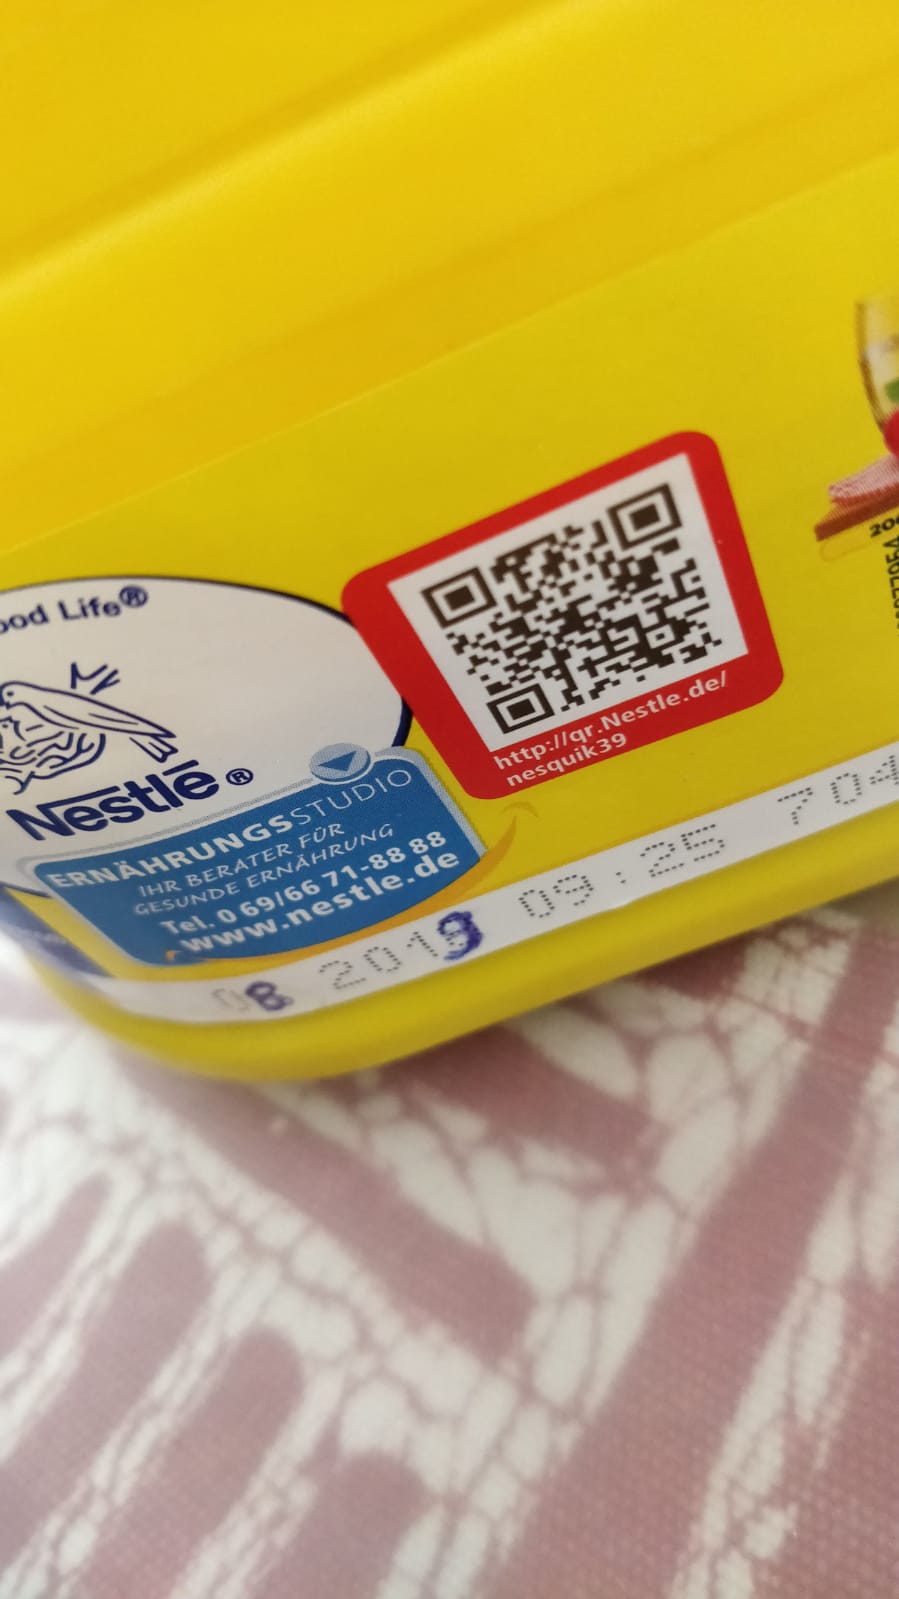 ood Life®
Nestlé®
ERNÄHRUNGSSTUDIO
IHR BERATER FÜR
GESUNDE ERNÄHRUNG
Tel. 0 69/66 71-88 88
www.nestle.de
http://qr.Nestle.de/
nesquik39
08 2019 09:25 704